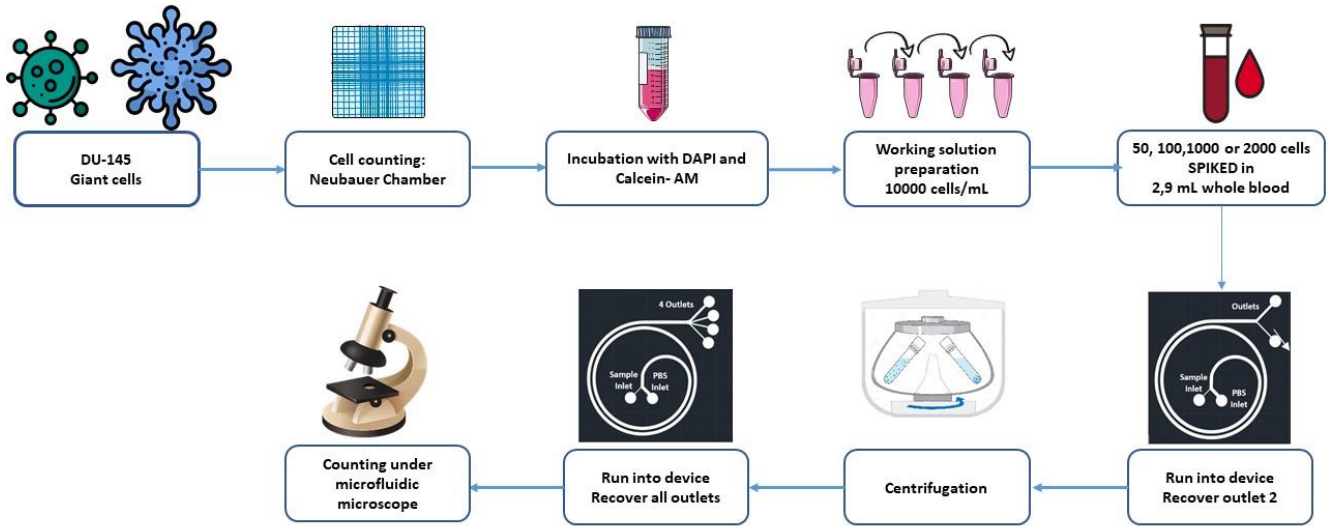 DU-145
Giant cells
Cell counting:
Neubauer Chamber
Incubation with DAPI and
Calcein- AM
Working solution
preparation
10000 cells/mL
50, 100,1000 or 2000 cells
SPIKED in
2,9 mL whole blood
Outlets
Sample
Inlet
PBS
Inlet
Run into device
Recover outlet 2
Centrifugation
4 Outlets
Sample
Inlet
PBS
Inlet
Run into device
Recover all outlets
Counting under
microfluidic
microscope